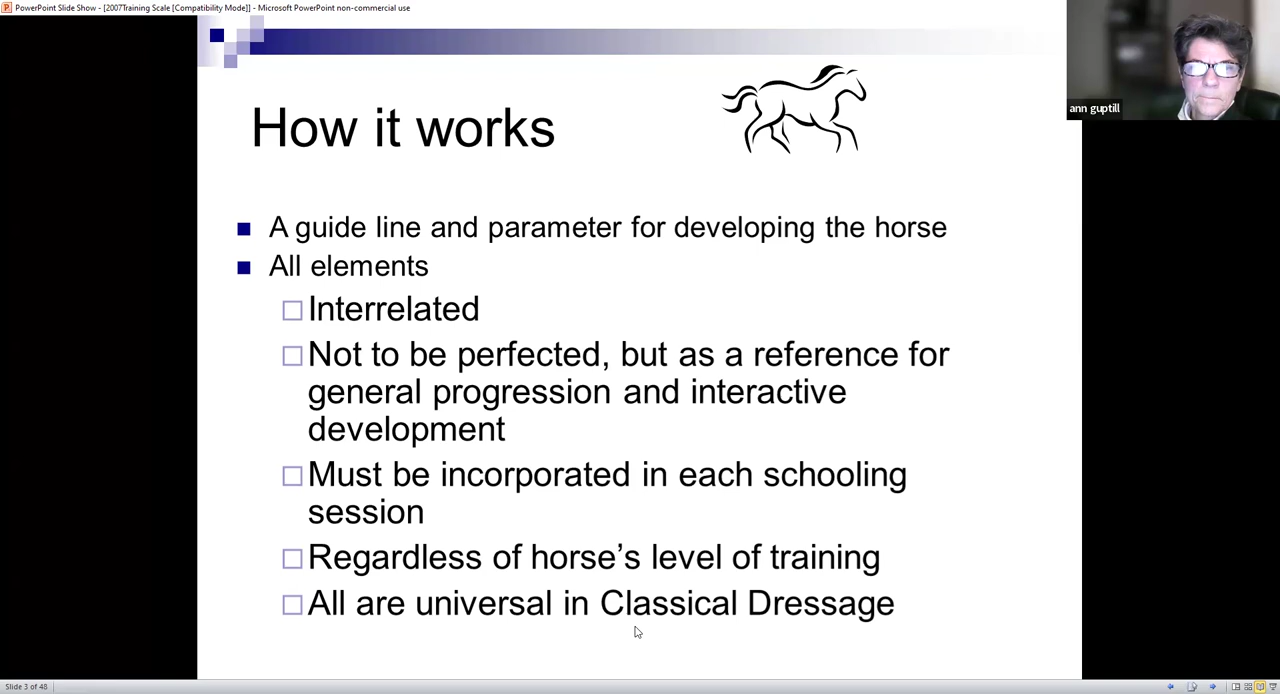 PowerPoint Slide Show - [2007Training Scale [Compatibility Mode]] - Microsoft PowerPoint non-commercial use
ann guptill
How it works
A guide line and parameter for developing the horse
All elements
Interrelated
Not to be perfected, but as a reference for
general progression and interactive
development
Must be incorporated in each schooling
session
Regardless of horse’s level of training
All are universal in Classical Dressage
Slide 3 of 48